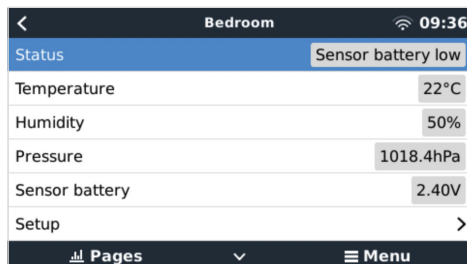 Bedroom 09:36
Status Sensor battery low
Temperature 22°C
Humidity 50%
Pressure 1018.4hPa
Sensor battery 2.40V
Setup
Pages Menu